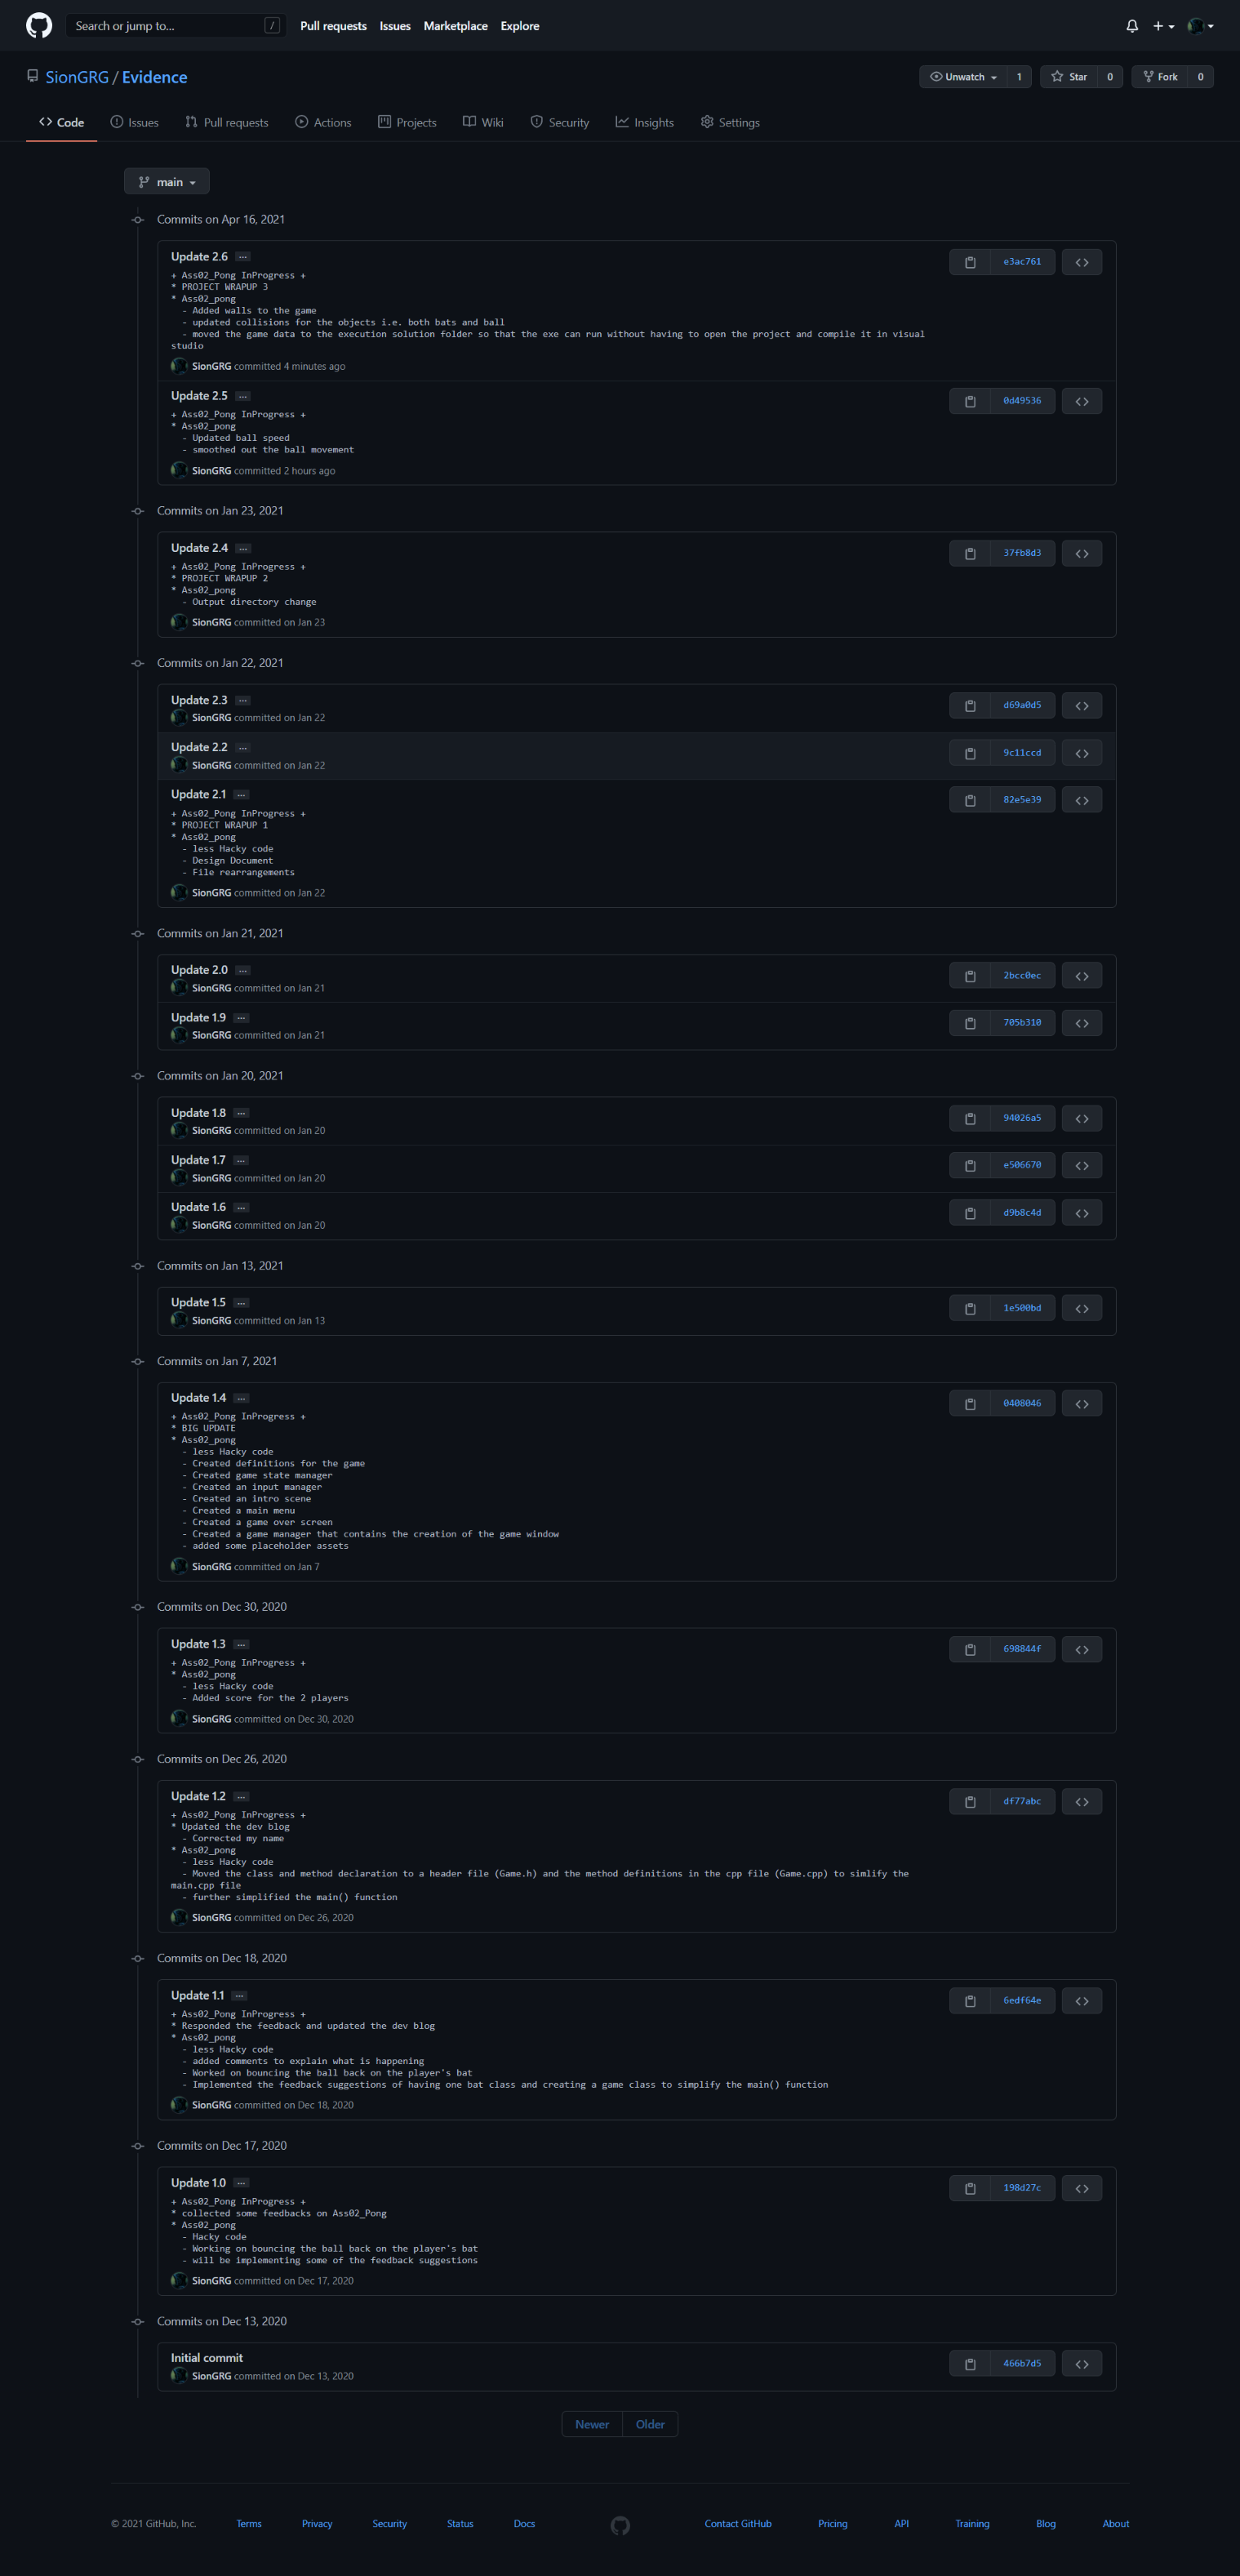 Search or jump to... /
Pull requests Issues Marketplace Explore
SionGRG / Evidence
Unwatch 1 Star 0 Fork 0
Code Issues Pull requests Actions Projects Wiki Security Insights Settings
main
Commits on Apr 16, 2021
Update 2.6 ...
e3ac761
+ Ass02_Pong InProgress +
* PROJECT WRAPUP 3
* Ass02_pong
- Added walls to the game
- updated collisions for the objects i.e. both bats and ball
- moved the game data to the execution solution folder so that the exe can run without having to open the project and compile it in visual
studio
SionGRG committed 4 minutes ago
Update 2.5 ...
0d49536
+ Ass02_Pong InProgress +
* Ass02_pong
- Updated ball speed
- smoothed out the ball movement
SionGRG committed 2 hours ago
Commits on Jan 23, 2021
Update 2.4 ...
37fb8d3
+ Ass02_Pong InProgress +
* PROJECT WRAPUP 2
* Ass02_pong
- Output directory change
SionGRG committed on Jan 23
Commits on Jan 22, 2021
Update 2.3 ...
d69a0d5
SionGRG committed on Jan 22
Update 2.2 ...
9c11ccd
SionGRG committed on Jan 22
Update 2.1 ...
82e5e39
+ Ass02_Pong InProgress +
* PROJECT WRAPUP 1
* Ass02_pong
- less Hacky code
- Design Document
- File rearrangements
SionGRG committed on Jan 22
Commits on Jan 21, 2021
Update 2.0 ...
2bcc0ec
SionGRG committed on Jan 21
Update 1.9 ...
705b310
SionGRG committed on Jan 21
Commits on Jan 20, 2021
Update 1.8 ...
94026a5
SionGRG committed on Jan 20
Update 1.7 ...
e506670
SionGRG committed on Jan 20
Update 1.6 ...
d9b8c4d
SionGRG committed on Jan 20
Commits on Jan 13, 2021
Update 1.5 ...
1e500bd
SionGRG committed on Jan 13
Commits on Jan 7, 2021
Update 1.4 ...
0408046
+ Ass02_Pong InProgress +
* BIG UPDATE
* Ass02_pong
- less Hacky code
- Created definitions for the game
- Created game state manager
- Created an input manager
- Created an intro scene
- Created a main menu
- Created a game over screen
- Created a game manager that contains the creation of the game window
- added some placeholder assets
SionGRG committed on Jan 7
Commits on Dec 30, 2020
Update 1.3 ...
698844f
+ Ass02_Pong InProgress +
* Ass02_pong
- less Hacky code
- Added score for the 2 players
SionGRG committed on Dec 30, 2020
Commits on Dec 26, 2020
Update 1.2 ...
df77abc
+ Ass02_Pong InProgress +
* Updated the dev blog
- Corrected my name
* Ass02_pong
- less Hacky code
- Moved the class and method declaration to a header file (Game.h) and the method definitions in the cpp file (Game.cpp) to simlify the
main.cpp file
- further simplified the main() function
SionGRG committed on Dec 26, 2020
Commits on Dec 18, 2020
Update 1.1 ...
6edf64e
+ Ass02_Pong InProgress +
* Responded the feedback and updated the dev blog
* Ass02_pong
- less Hacky code
- added comments to explain what is happening
- Worked on bouncing the ball back on the player's bat
- Implemented the feedback suggestions of having one bat class and creating a game class to simplify the main() function
SionGRG committed on Dec 18, 2020
Commits on Dec 17, 2020
Update 1.0 ...
198d27c
+ Ass02_Pong InProgress +
* collected some feedbacks on Ass02_Pong
* Ass02_pong
- Hacky code
- Working on bouncing the ball back on the player's bat
- will be implementing some of the feedback suggestions
SionGRG committed on Dec 17, 2020
Commits on Dec 13, 2020
Initial commit
466b7d5
SionGRG committed on Dec 13, 2020
Newer Older
© 2021 GitHub, Inc. Terms Privacy Security Status Docs Contact GitHub Pricing API Training Blog About